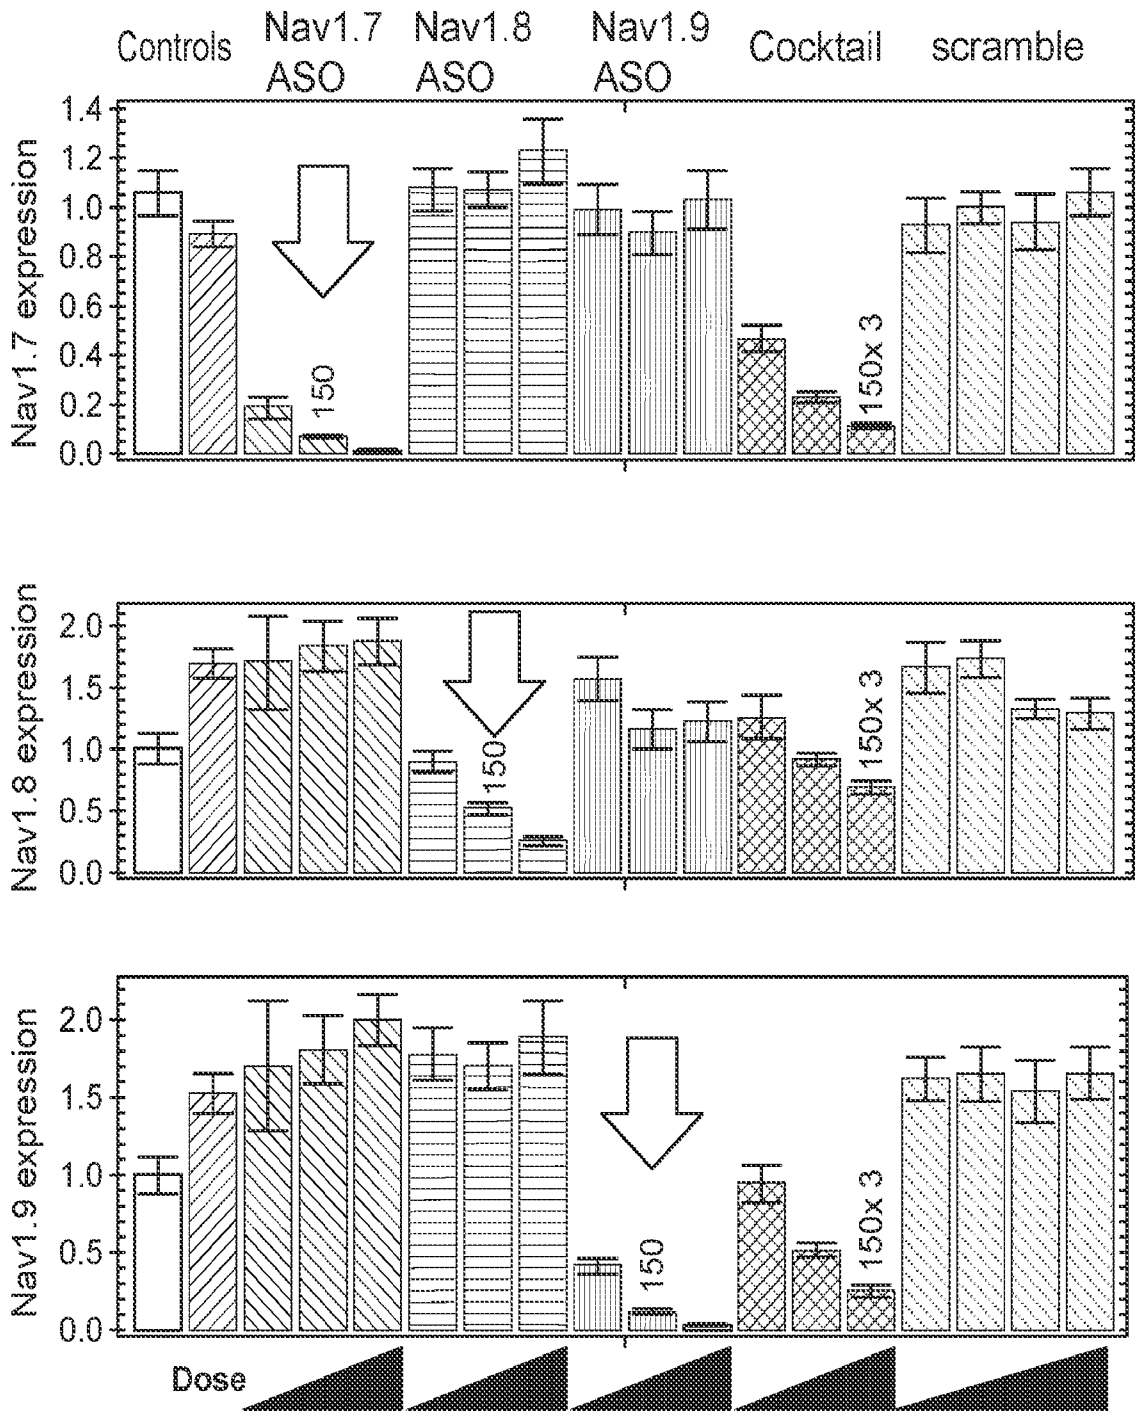 Controls Nav1.7 ASO Nav1.8 ASO Nav1.9 ASO Cocktail scramble
Nav1.7 expression
1.4
1.2
1.0
0.8
0.6
0.4
0.2
0.0
150
150x 3
Nav1.8 expression
2.0
1.5
1.0
0.5
0.0
150
150x 3
Nav1.9 expression
2.0
1.5
1.0
0.5
0.0
150
150x 3
Dose